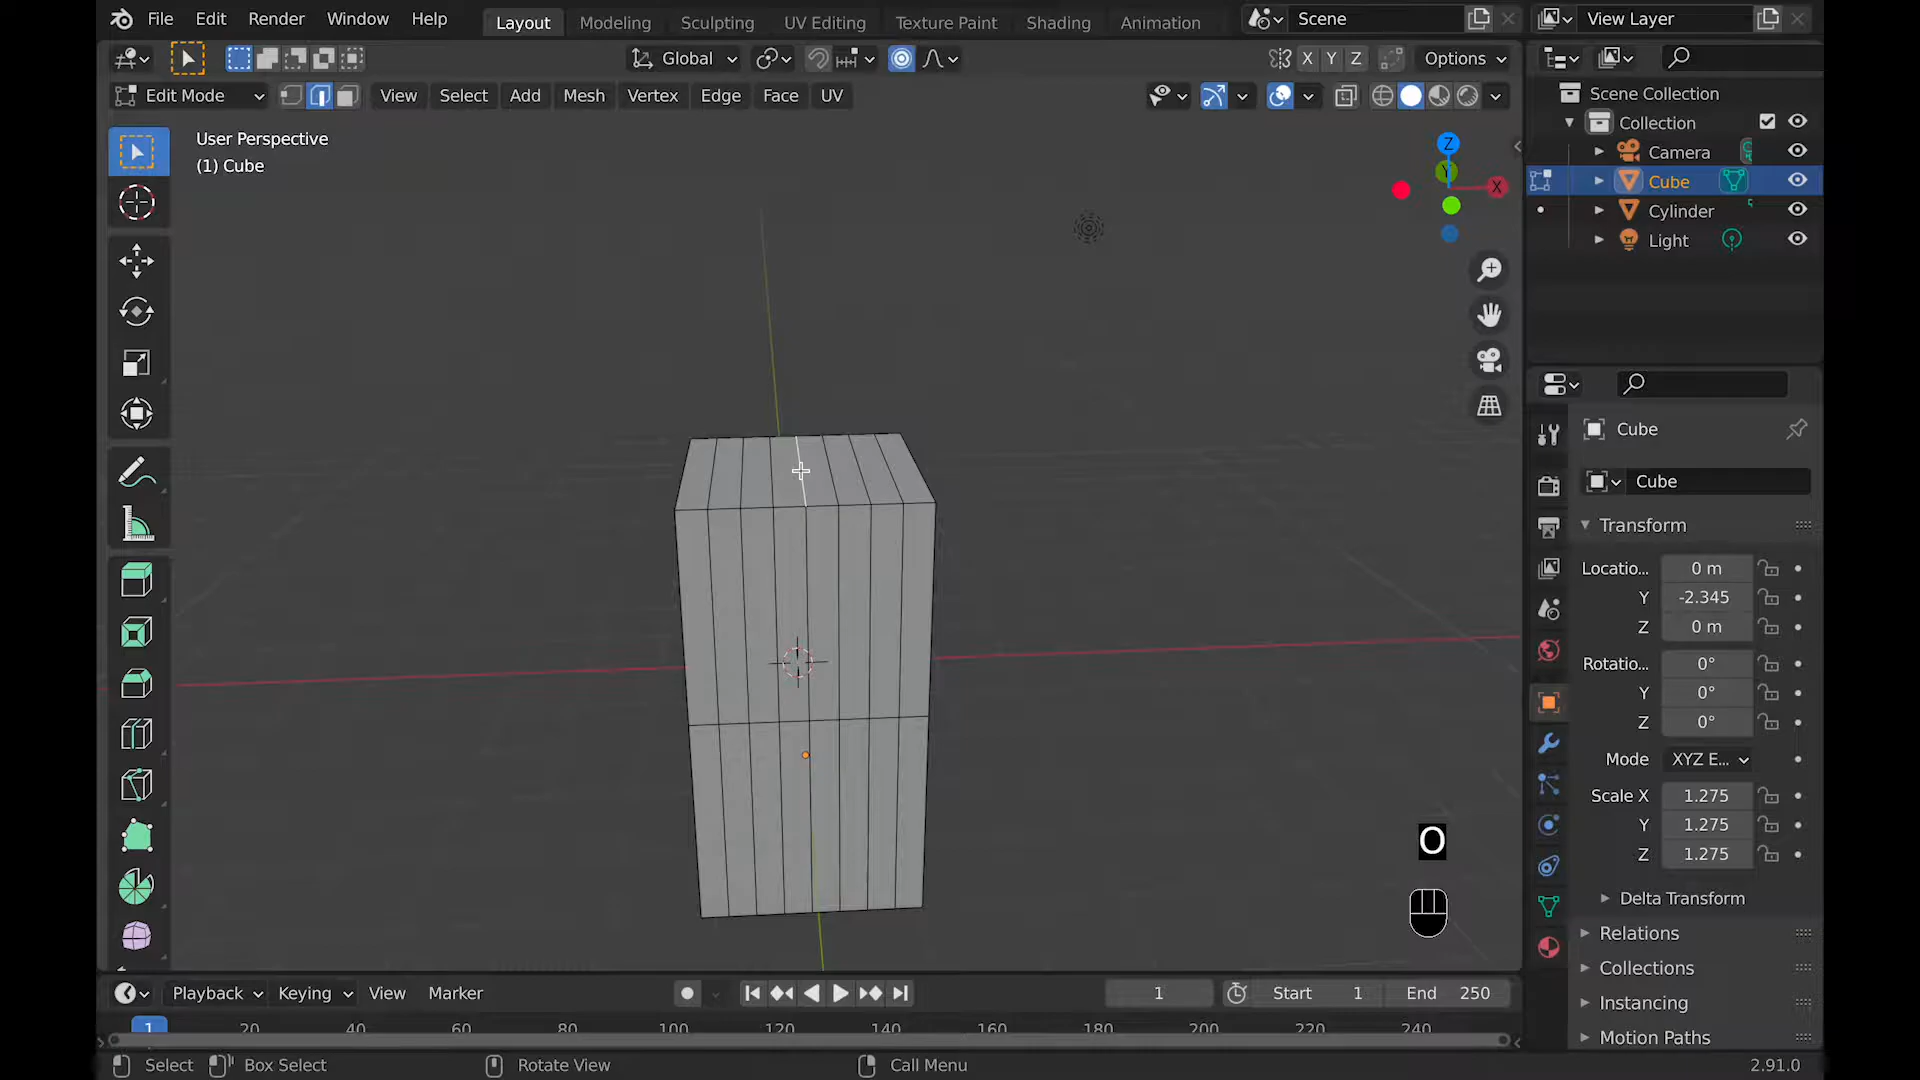 File Edit Render Window Help Layout Modeling Sculpting UV Editing Texture Paint Shading Animation Scene View Layer
Global X Y Z Options
Edit Mode View Select Add Mesh Vertex Edge Face UV
User Perspective
(1) Cube
Z
Y
X
Scene Collection
Collection
Camera
Cube
Cylinder
Light
Cube
Cube
Transform
Locatio... 0 m
Y -2.345
Z 0 m
Rotatio... 0°
Y 0°
Z 0°
Mode XYZ E...
Scale X 1.275
Y 1.275
Z 1.275
Delta Transform
Relations
Collections
Instancing
Motion Paths
O
Playback Keying View Marker 1 Start 1 End 250
1 20 40 60 80 100 120 140 160 180 200 220 240
Select Box Select Rotate View Call Menu 2.91.0